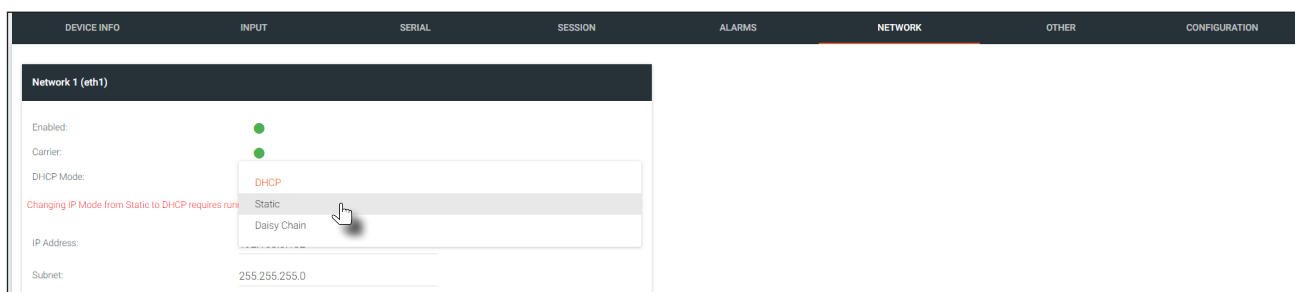 DEVICE INFO INPUT SERIAL SESSION ALARMS NETWORK OTHER CONFIGURATION
Network 1 (eth1)
Enabled:
Carrier:
DHCP Mode:
DHCP
Changing IP Mode from Static to DHCP requires
Static
Daisy Chain
IP Address:
Subnet: 255.255.255.0